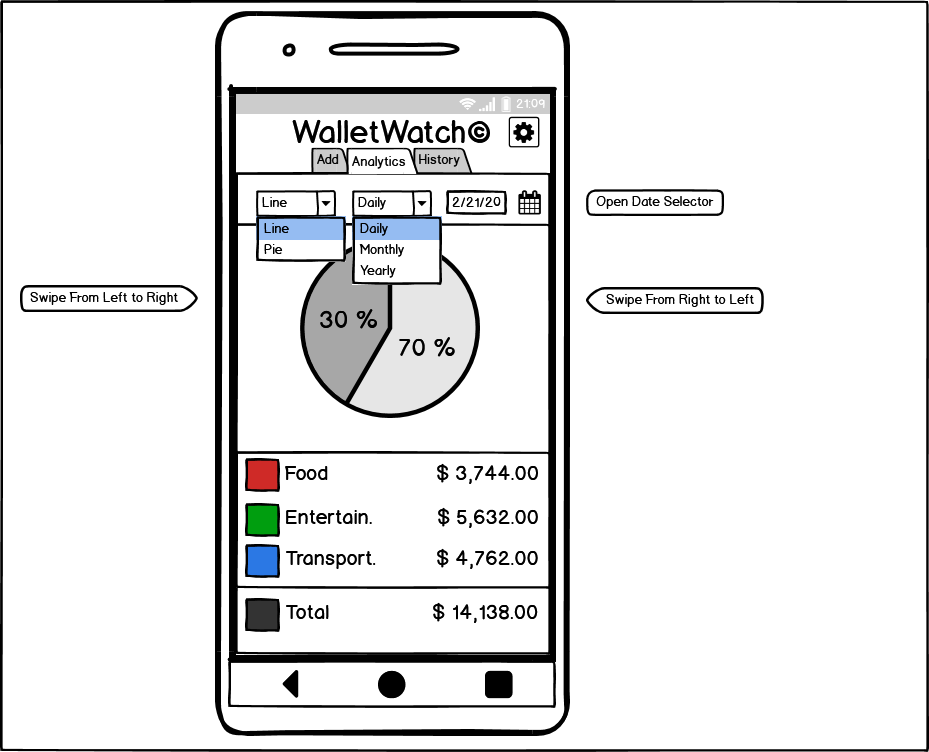 21:09
WalletWatch©
Add Analytics History
Line Daily 2/21/20
Open Date Selector
Line Daily
Pie Monthly
Yearly
Swipe From Left to Right
Swipe From Right to Left
30 %
70 %
Food $ 3,744.00
Entertain. $ 5,632.00
Transport. $ 4,762.00
Total $ 14,138.00